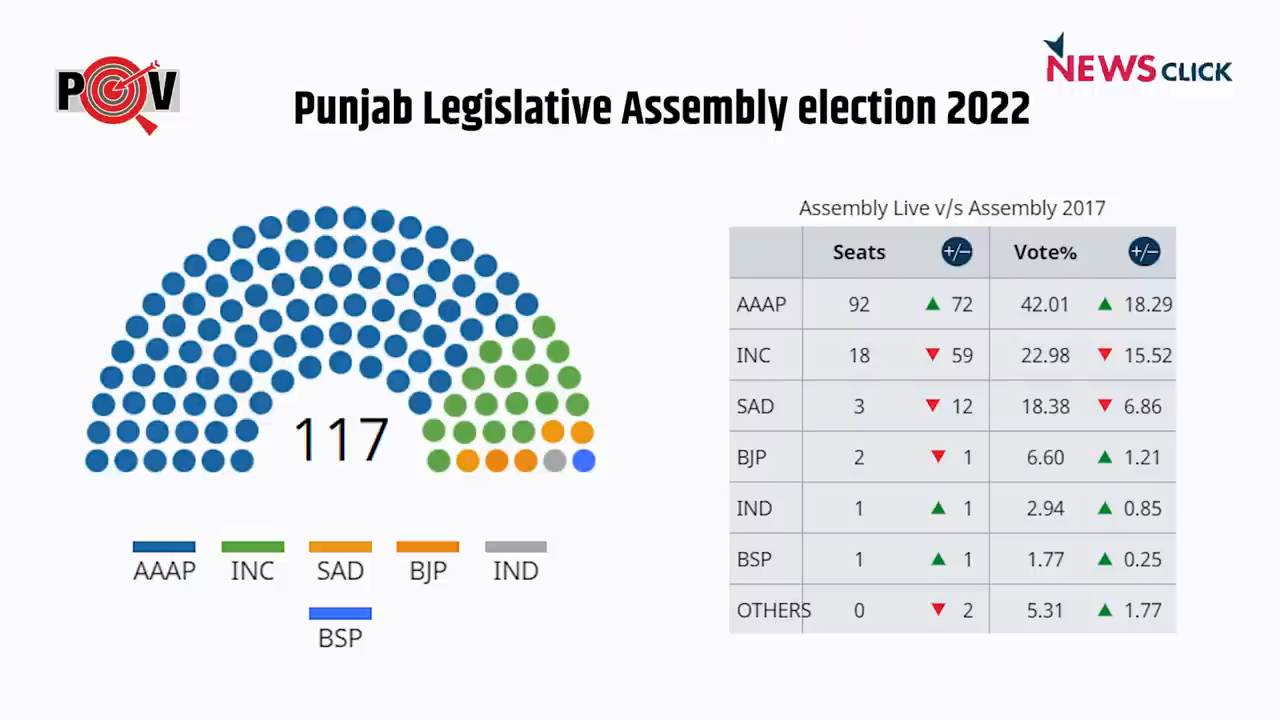 POV
NEWSCLICK
Punjab Legislative Assembly election 2022
117
AAAP INC SAD BJP IND
BSP
Assembly Live v/s Assembly 2017
Seats +/− Vote% +/−
AAAP 92 ▲ 72 42.01 ▲ 18.29
INC 18 ▼ 59 22.98 ▼ 15.52
SAD 3 ▼ 12 18.38 ▼ 6.86
BJP 2 ▼ 1 6.60 ▲ 1.21
IND 1 ▲ 1 2.94 ▲ 0.85
BSP 1 ▲ 1 1.77 ▲ 0.25
OTHERS 0 ▼ 2 5.31 ▲ 1.77